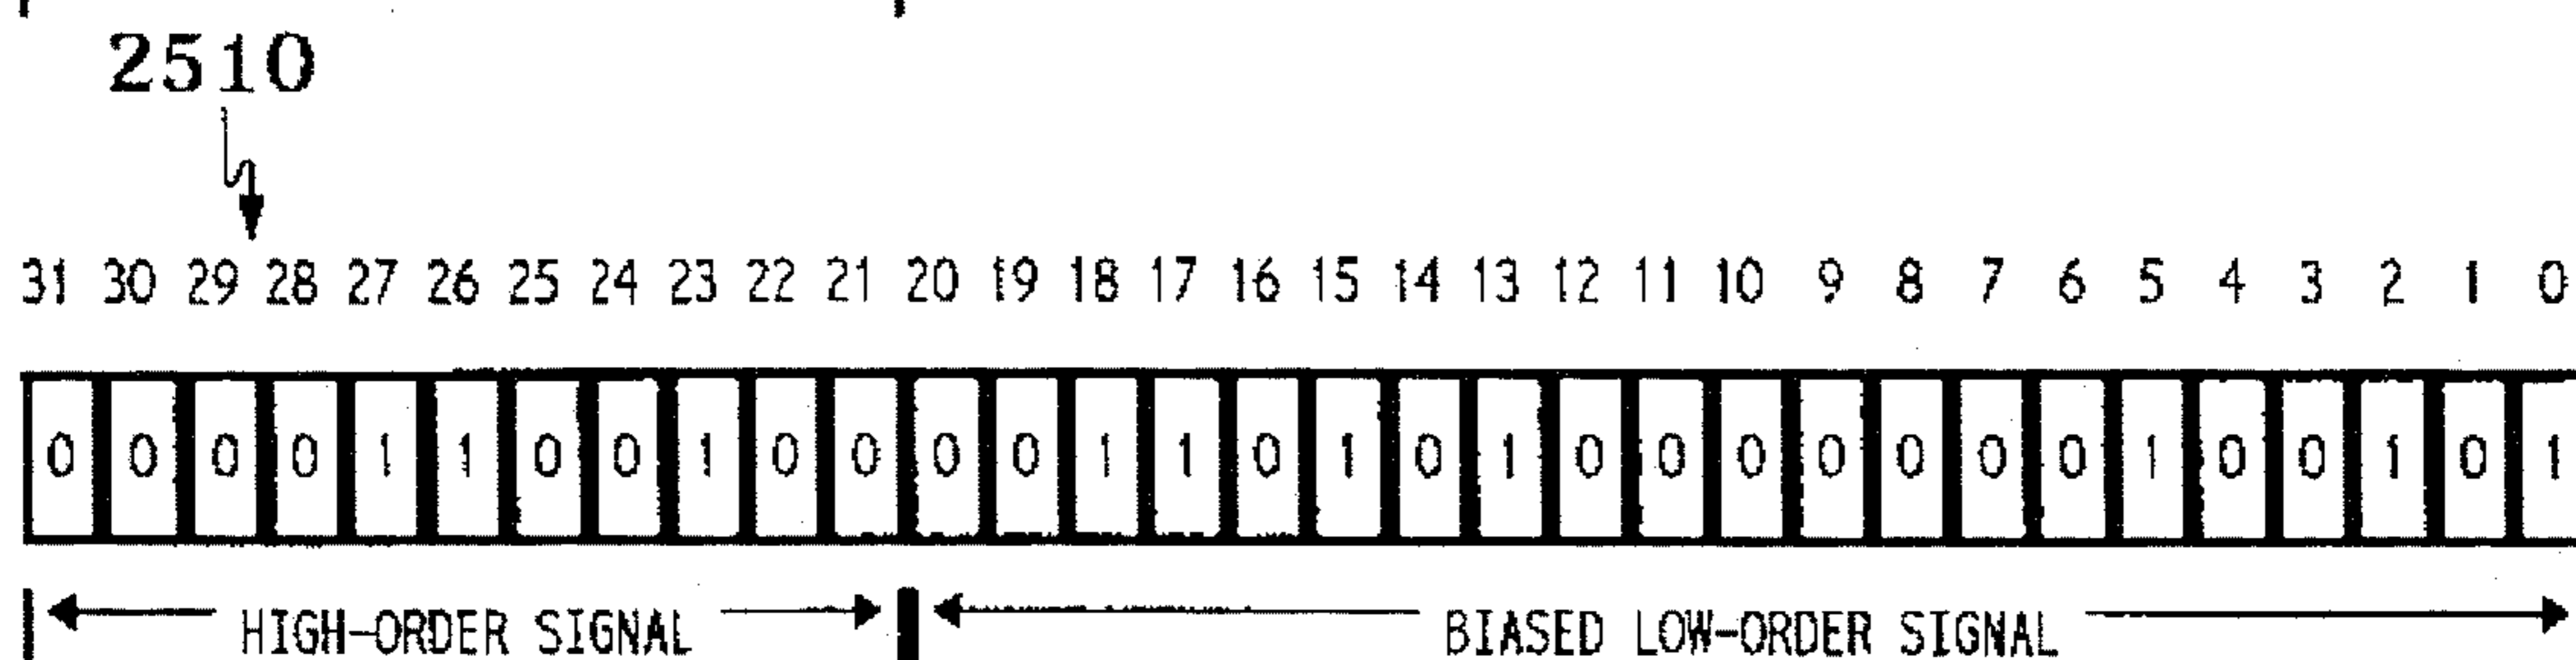 2510
31 30 29 28 27 26 25 24 23 22 21 20 19 18 17 16 15 14 13 12 11 10 9 8 7 6 5 4 3 2 1 0
0 0 0 0 1 1 0 0 1 0 0 0 0 1 1 0 1 0 1 0 0 0 0 0 0 0 1 0 0 1 0 1
HIGH-ORDER SIGNAL BIASED LOW-ORDER SIGNAL